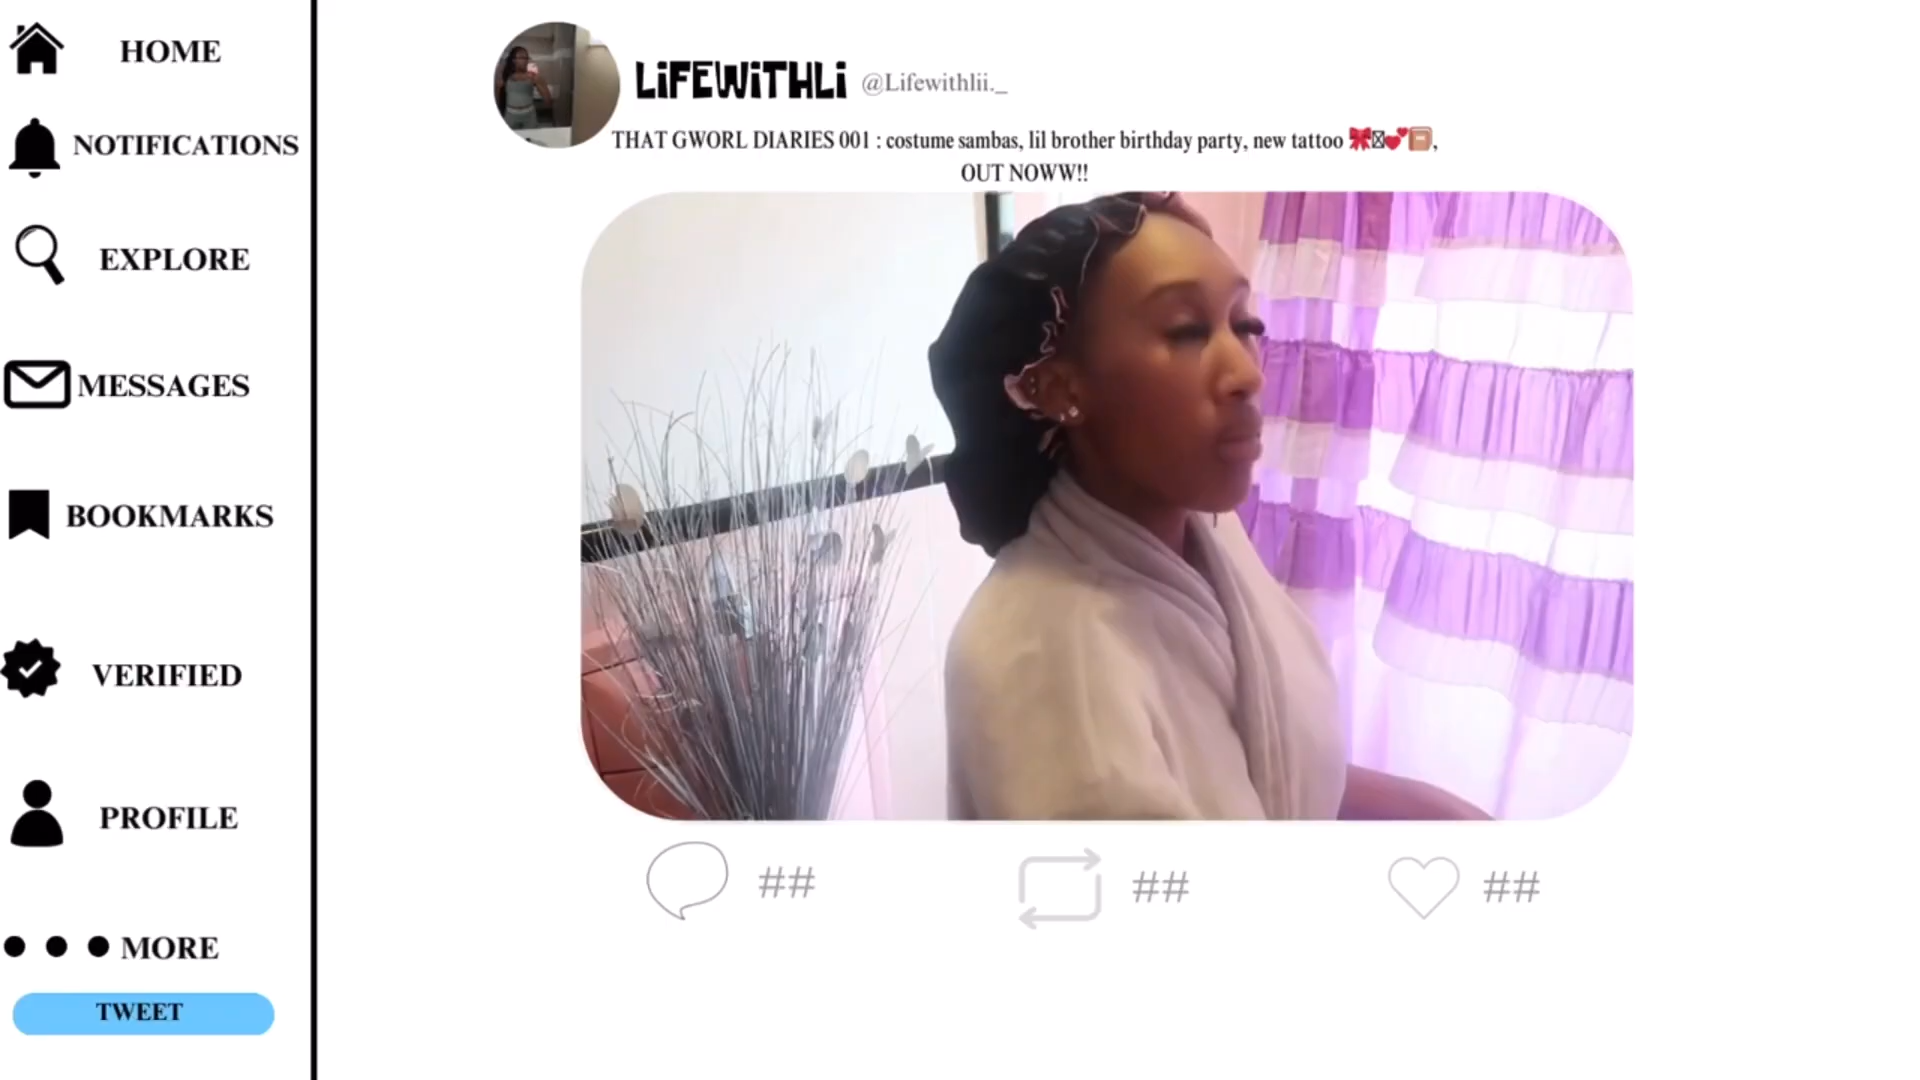 HOME
NOTIFICATIONS
EXPLORE
MESSAGES
BOOKMARKS
VERIFIED
PROFILE
MORE
TWEET
LiFEWiTHLi @Lifewithlii._
THAT GWORL DIARIES 001 : costume sambas, lil brother birthday party, new tattoo 🎀☒💕📔,
OUT NOWW!!
## ## ##